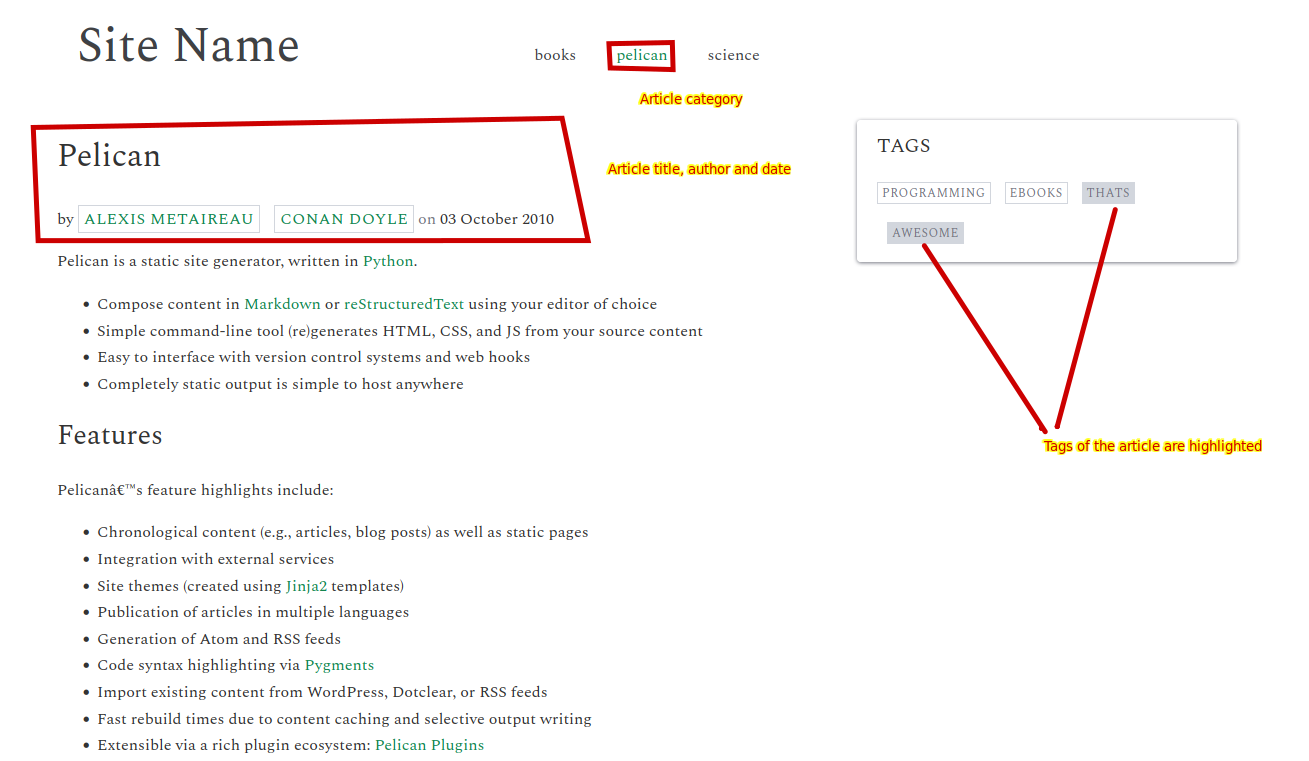 Site Name
books pelican science
Article category
Pelican
Article title, author and date
by ALEXIS METAIREAU CONAN DOYLE on 03 October 2010
Pelican is a static site generator, written in Python.
• Compose content in Markdown or reStructuredText using your editor of choice
• Simple command-line tool (re)generates HTML, CSS, and JS from your source content
• Easy to interface with version control systems and web hooks
• Completely static output is simple to host anywhere
Features
Pelicanâ€™s feature highlights include:
• Chronological content (e.g., articles, blog posts) as well as static pages
• Integration with external services
• Site themes (created using Jinja2 templates)
• Publication of articles in multiple languages
• Generation of Atom and RSS feeds
• Code syntax highlighting via Pygments
• Import existing content from WordPress, Dotclear, or RSS feeds
• Fast rebuild times due to content caching and selective output writing
• Extensible via a rich plugin ecosystem: Pelican Plugins
TAGS
PROGRAMMING EBOOKS THATS
AWESOME
Tags of the article are highlighted